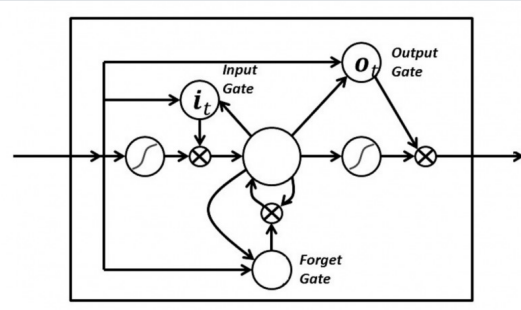 Input
Gate
i_t
o_t
Output
Gate
Forget
Gate